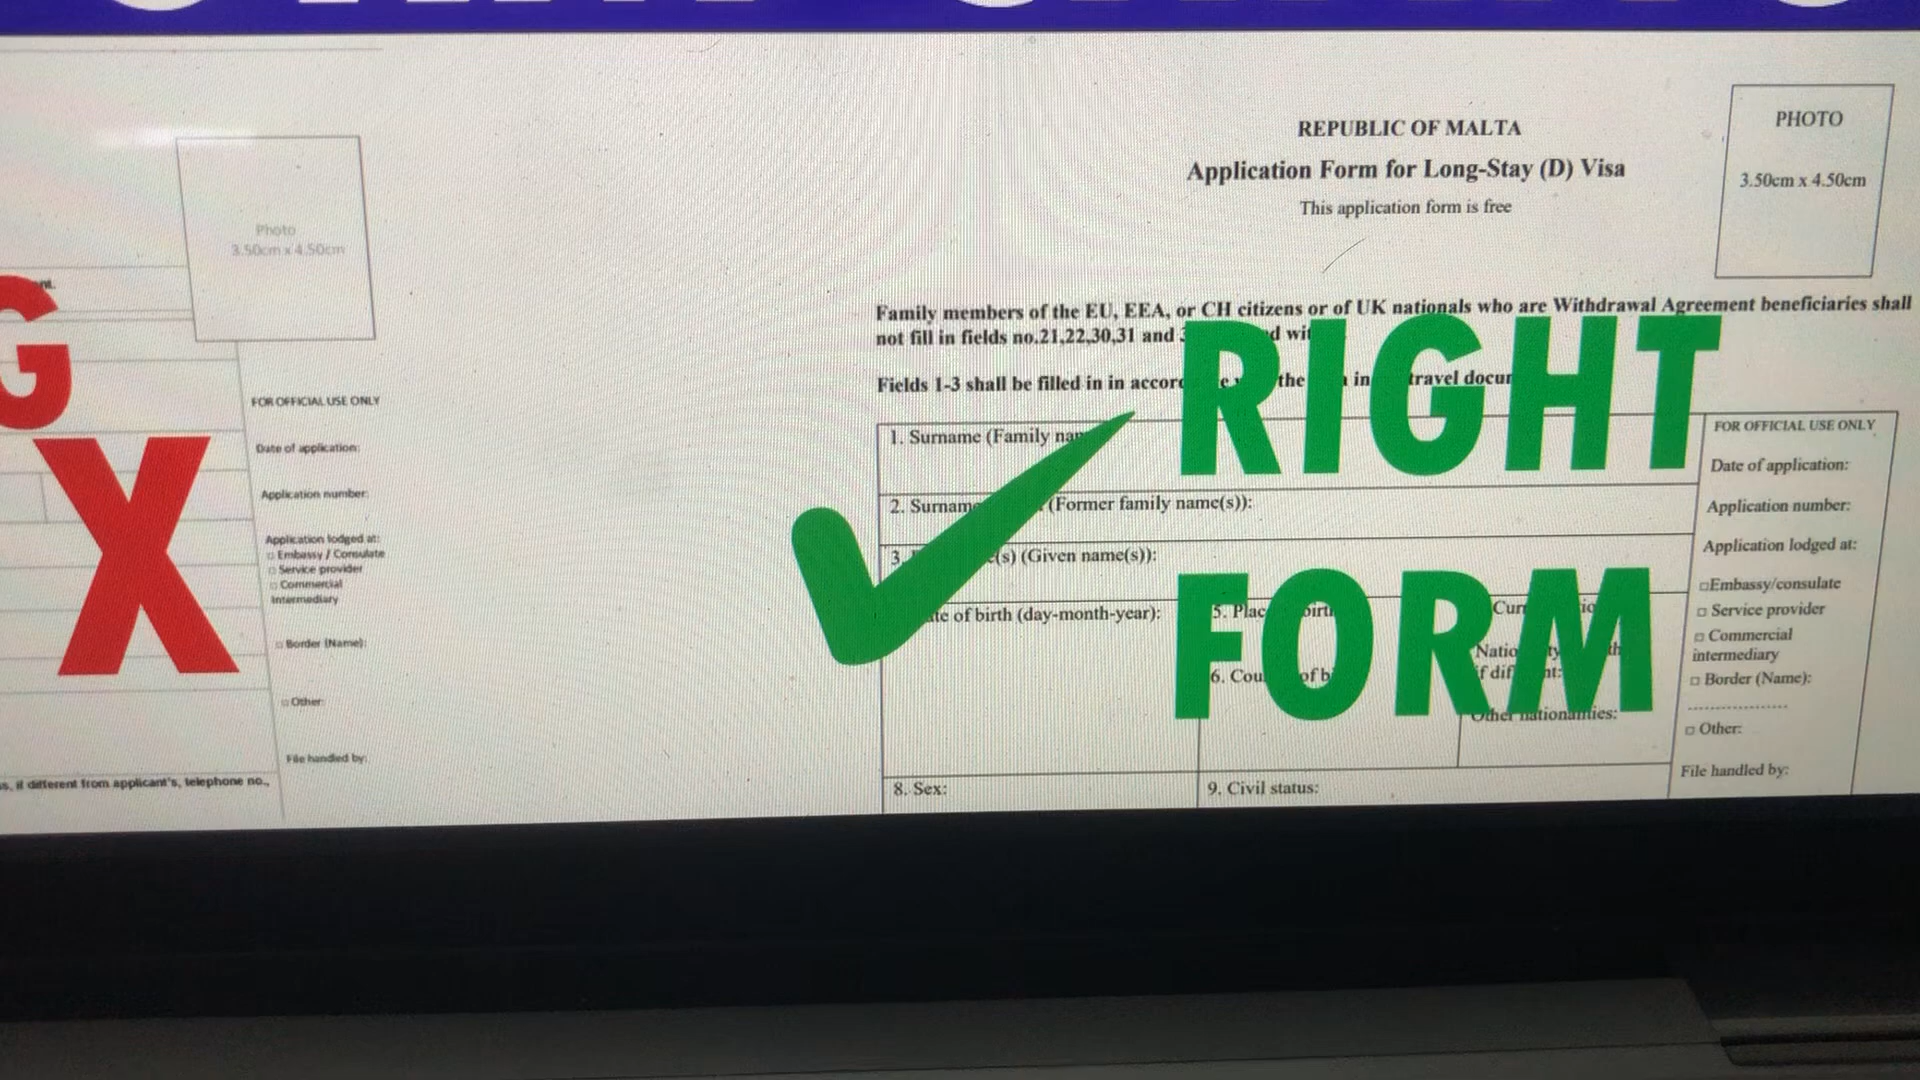 G
X
nt.
Photo
3.50cm x 4.50cm
FOR OFFICIAL USE ONLY
Date of application:
Application number:
Application lodged at:
□ Embassy / Consulate
□ Service provider
□ Commercial
Intermediary
□ Border (Name):
□ Other:
File handled by:
s, if different from applicant's, telephone no.,
REPUBLIC OF MALTA
Application Form for Long-Stay (D) Visa
This application form is free
PHOTO
3.50cm x 4.50cm
Family members of the EU, EEA, or CH citizens or of UK nationals who are Withdrawal Agreement beneficiaries shall
not fill in fields no.21,22,30,31 and
Fields 1-3 shall be filled in in the in travel
RIGHT
FORM
1. Surname (Family
2. (Former family name(s)):
3. (Given name(s)):
of birth (day-month-year):
5.
6. of
Other nationalities:
8. Sex:
9. Civil status:
FOR OFFICIAL USE ONLY
Date of application:
Application number:
Application lodged at:
□Embassy/consulate
□ Service provider
□ Commercial
intermediary
□ Border (Name):
□ Other:
File handled by: